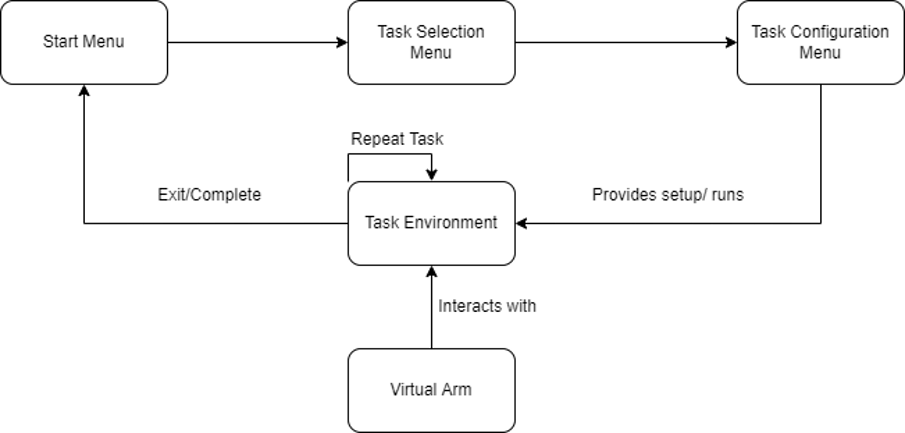 Start Menu
Task Selection
Menu
Task Configuration
Menu
Repeat Task
Exit/Complete
Provides setup/ runs
Task Environment
Interacts with
Virtual Arm